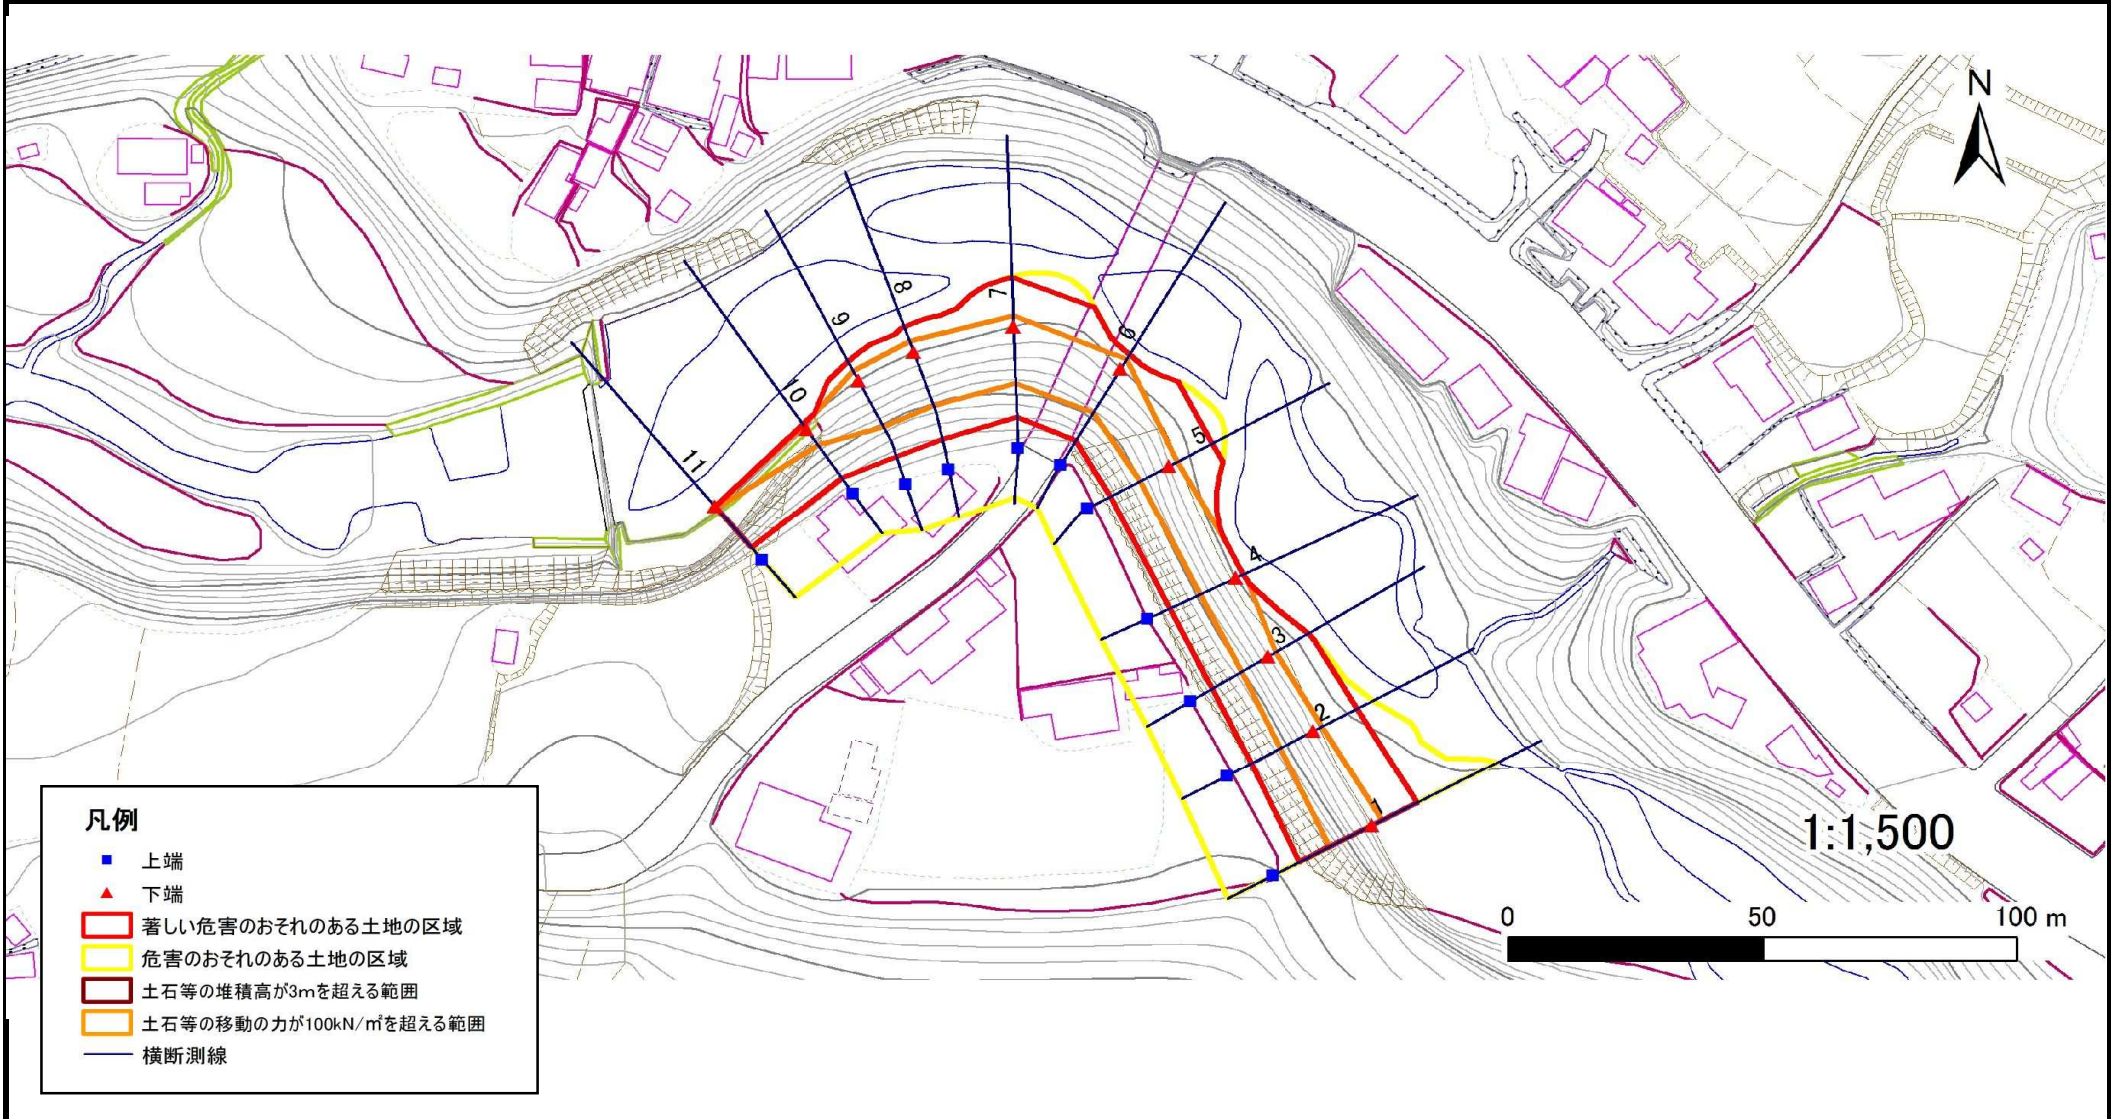 N
8
7
9
6
10
5
11
4
3
2
1
1:1,500
0 50 100 m
凡例
上端
下端
著しい危害のおそれのある土地の区域
危害のおそれのある土地の区域
土石等の堆積高が3mを超える範囲
土石等の移動の力が100kN/㎡を超える範囲
横断測線